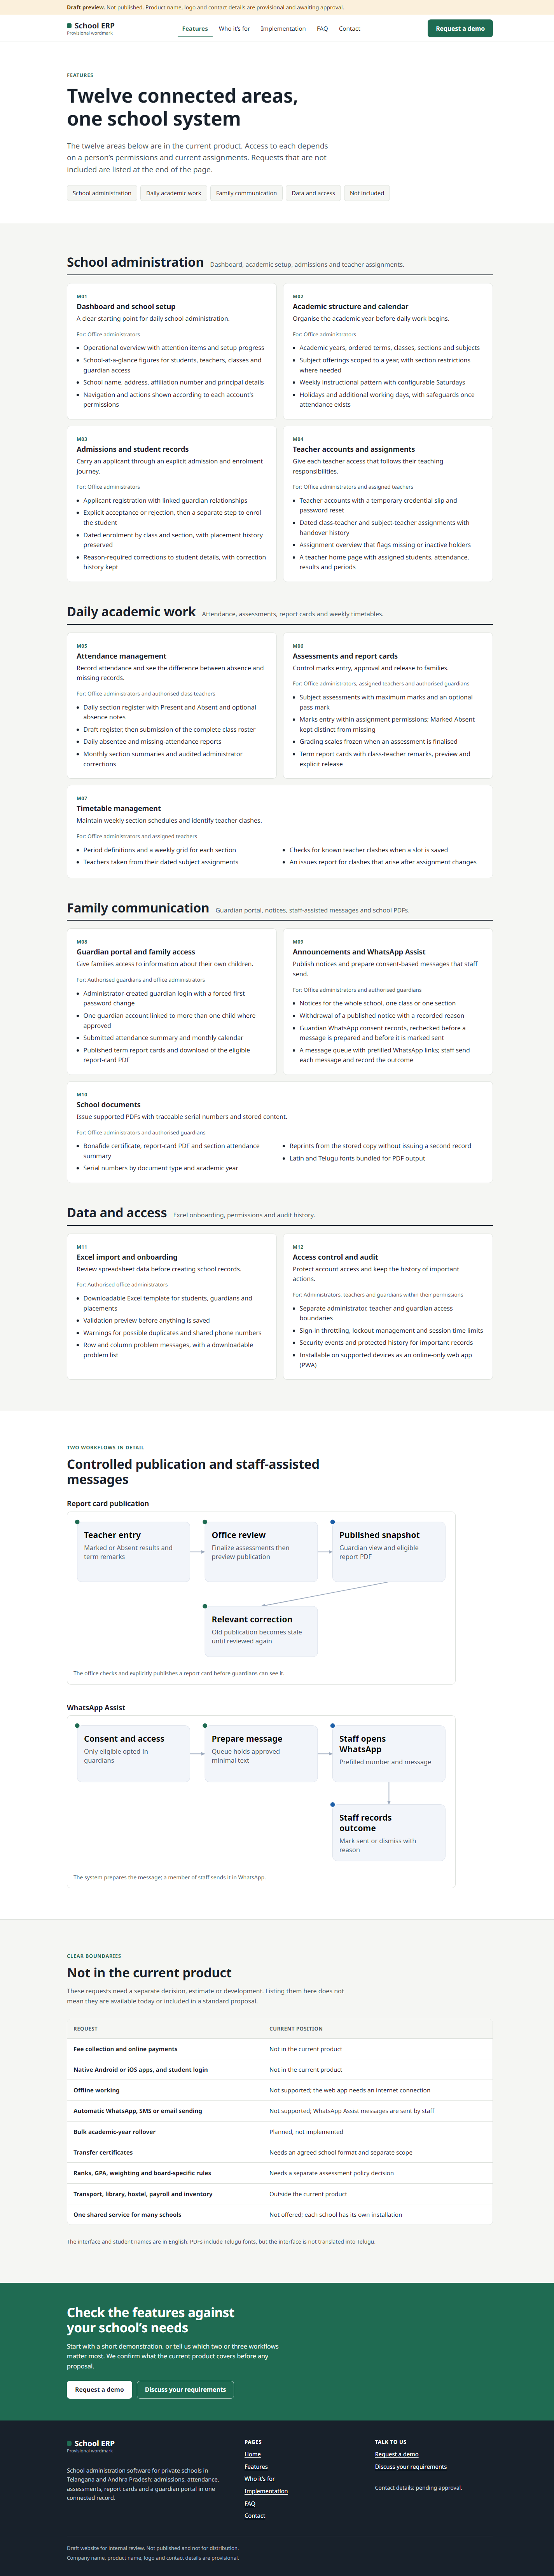 Draft preview. Not published. Product name, logo and contact details are provisional and awaiting approval.
School ERP
Provisional wordmark
Features
Who it's for
Implementation
FAQ
Contact
Request a demo
FEATURES
Twelve connected areas,
one school system
The twelve areas below are in the current product. Access to each depends
on a person's permissions and current assignments. Requests that are not
included are listed at the end of the page.
School administration
Daily academic work
Family communication
Data and access
Not included
School administration Dashboard, academic setup, admissions and teacher assignments.
M01
Dashboard and school setup
A clear starting point for daily school administration.
For: Office administrators
Operational overview with attention items and setup progress
School-at-a-glance figures for students, teachers, classes and
guardian access
School name, address, affiliation number and principal details
Navigation and actions shown according to each account's
permissions
M02
Academic structure and calendar
Organise the academic year before daily work begins.
For: Office administrators
Academic years, ordered terms, classes, sections and subjects
Subject offerings scoped to a year, with section restrictions
where needed
Weekly instructional pattern with configurable Saturdays
Holidays and additional working days, with safeguards once
attendance exists
M03
Admissions and student records
Carry an applicant through an explicit admission and enrolment
journey.
For: Office administrators
Applicant registration with linked guardian relationships
Explicit acceptance or rejection, then a separate step to enrol
the student
Dated enrolment by class and section, with placement history
preserved
Reason-required corrections to student details, with correction
history kept
M04
Teacher accounts and assignments
Give each teacher access that follows their teaching
responsibilities.
For: Office administrators and assigned teachers
Teacher accounts with a temporary credential slip and
password reset
Dated class-teacher and subject-teacher assignments with
handover history
Assignment overview that flags missing or inactive holders
A teacher home page with assigned students, attendance,
results and periods
Daily academic work Attendance, assessments, report cards and weekly timetables.
M05
Attendance management
Record attendance and see the difference between absence and
missing records.
For: Office administrators and authorised class teachers
Daily section register with Present and Absent and optional
absence notes
Draft register, then submission of the complete class roster
Daily absentee and missing-attendance reports
Monthly section summaries and audited administrator
corrections
M06
Assessments and report cards
Control marks entry, approval and release to families.
For: Office administrators, assigned teachers and authorised guardians
Subject assessments with maximum marks and an optional
pass mark
Marks entry within assignment permissions; Marked Absent
kept distinct from missing
Grading scales frozen when an assessment is finalised
Term report cards with class-teacher remarks, preview and
explicit release
M07
Timetable management
Maintain weekly section schedules and identify teacher clashes.
For: Office administrators and assigned teachers
Period definitions and a weekly grid for each section
Teachers taken from their dated subject assignments
Checks for known teacher clashes when a slot is saved
An issues report for clashes that arise after assignment changes
Family communication Guardian portal, notices, staff-assisted messages and school PDFs.
M08
Guardian portal and family access
Give families access to information about their own children.
For: Authorised guardians and office administrators
Administrator-created guardian login with a forced first
password change
One guardian account linked to more than one child where
approved
Submitted attendance summary and monthly calendar
Published term report cards and download of the eligible
report-card PDF
M09
Announcements and WhatsApp Assist
Publish notices and prepare consent-based messages that staff
send.
For: Office administrators and authorised guardians
Notices for the whole school, one class or one section
Withdrawal of a published notice with a recorded reason
Guardian WhatsApp consent records, rechecked before a
message is prepared and before it is marked sent
A message queue with prefilled WhatsApp links; staff send
each message and record the outcome
M10
School documents
Issue supported PDFs with traceable serial numbers and stored content.
For: Office administrators and authorised guardians
Bonafide certificate, report-card PDF and section attendance
summary
Serial numbers by document type and academic year
Reprints from the stored copy without issuing a second record
Latin and Telugu fonts bundled for PDF output
Data and access Excel onboarding, permissions and audit history.
M11
Excel import and onboarding
Review spreadsheet data before creating school records.
For: Authorised office administrators
Downloadable Excel template for students, guardians and
placements
Validation preview before anything is saved
Warnings for possible duplicates and shared phone numbers
Row and column problem messages, with a downloadable
problem list
M12
Access control and audit
Protect account access and keep the history of important
actions.
For: Administrators, teachers and guardians within their permissions
Separate administrator, teacher and guardian access
boundaries
Sign-in throttling, lockout management and session time limits
Security events and protected history for important records
Installable on supported devices as an online-only web app
(PWA)
TWO WORKFLOWS IN DETAIL
Controlled publication and staff-assisted
messages
Report card publication
Teacher entry
Marked or Absent results and
term remarks
Office review
Finalize assessments then
preview publication
Published snapshot
Guardian view and eligible
report PDF
Relevant correction
Old publication becomes stale
until reviewed again
The office checks and explicitly publishes a report card before guardians can see it.
WhatsApp Assist
Consent and access
Only eligible opted-in
guardians
Prepare message
Queue holds approved
minimal text
Staff opens
WhatsApp
Prefilled number and message
Staff records
outcome
Mark sent or dismiss with
reason
The system prepares the message; a member of staff sends it in WhatsApp.
CLEAR BOUNDARIES
Not in the current product
These requests need a separate decision, estimate or development. Listing them here does not
mean they are available today or included in a standard proposal.
REQUEST CURRENT POSITION
Fee collection and online payments Not in the current product
Native Android or iOS apps, and student login Not in the current product
Offline working Not supported; the web app needs an internet connection
Automatic WhatsApp, SMS or email sending Not supported; WhatsApp Assist messages are sent by staff
Bulk academic-year rollover Planned, not implemented
Transfer certificates Needs an agreed school format and separate scope
Ranks, GPA, weighting and board-specific rules Needs a separate assessment policy decision
Transport, library, hostel, payroll and inventory Outside the current product
One shared service for many schools Not offered; each school has its own installation
The interface and student names are in English. PDFs include Telugu fonts, but the interface is not translated into Telugu.
Check the features against
your school's needs
Start with a short demonstration, or tell us which two or three workflows
matter most. We confirm what the current product covers before any
proposal.
Request a demo
Discuss your requirements
School ERP
Provisional wordmark
School administration software for private schools in
Telangana and Andhra Pradesh: admissions, attendance,
assessments, report cards and a guardian portal in one
connected record.
PAGES
Home
Features
Who it's for
Implementation
FAQ
Contact
TALK TO US
Request a demo
Discuss your requirements
Contact details: pending approval.
Draft website for internal review. Not published and not for distribution.
Company name, product name, logo and contact details are provisional.